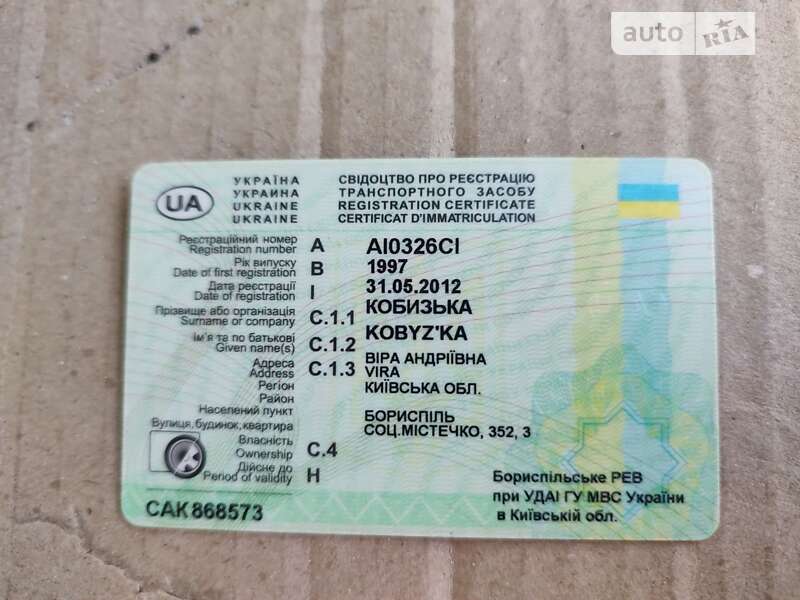 auto RIA
UA
УКРАЇНА
УКРАИНА
UKRAINE
UKRAINE
СВІДОЦТВО ПРО РЕЄСТРАЦІЮ
ТРАНСПОРТНОГО ЗАСОБУ
REGISTRATION CERTIFICATE
CERTIFICAT D'IMMATRICULATION
Реєстраційний номер
Registration number A AI0326CI
Рік випуску
Date of first registration B 1997
Дата реєстрації
Date of registration I 31.05.2012
Прізвище або організація
Surname or company C.1.1 КОБИЗЬКА
KOBYZ'KA
Ім'я та по батькові
Given name(s) C.1.2 ВІРА АНДРІЇВНА
VIRA
Адреса
Address C.1.3
Регіон КИЇВСЬКА ОБЛ.
Район
Населений пункт БОРИСПІЛЬ
Вулиця, будинок, квартира СОЦ.МІСТЕЧКО, 352, 3
Власність
Ownership C.4
Дійсне до
Period of validity H
САК 868573
Бориспільське РЕВ
при УДАІ ГУ МВС України
в Київській обл.